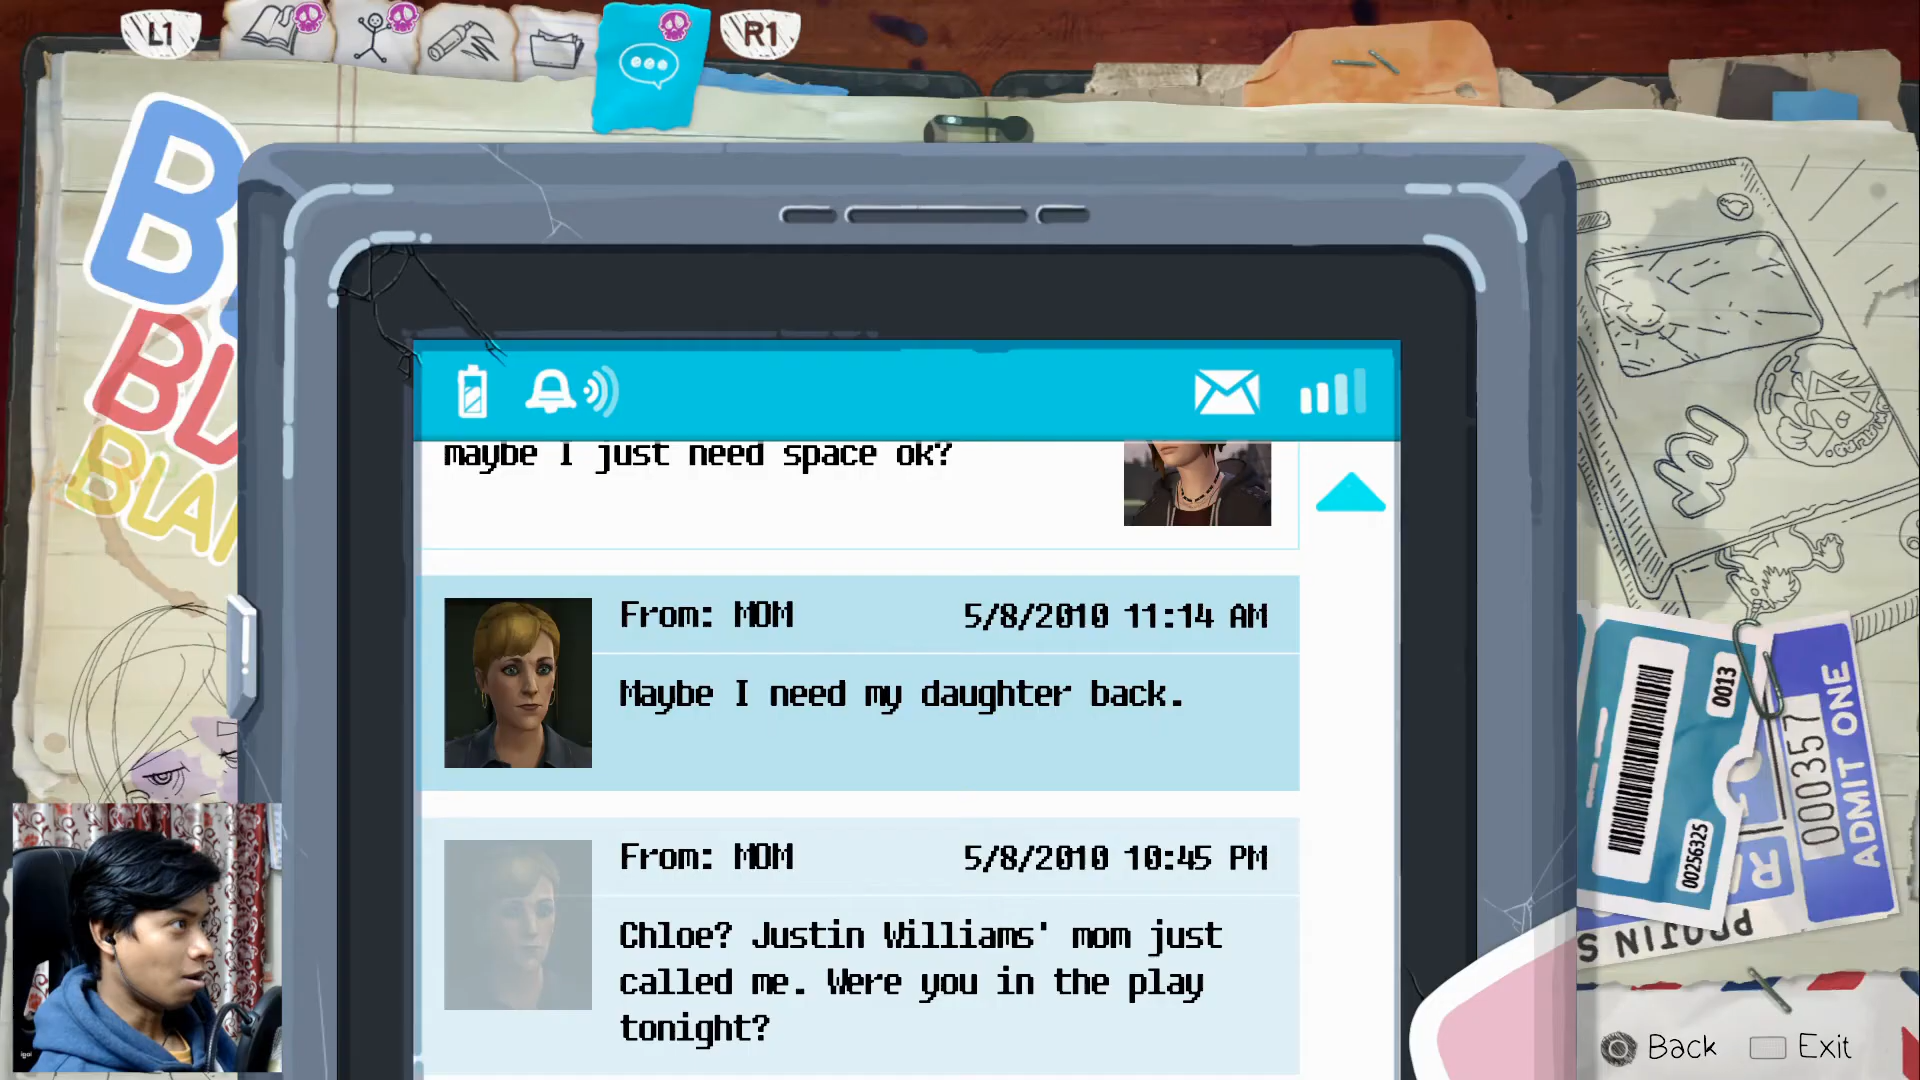 L1
R1
maybe I just need space ok?
From: MOM 5/8/2010 11:14 AM
Maybe I need my daughter back.
From: MOM 5/8/2010 10:45 PM
Chloe? Justin Williams' mom just
called me. Were you in the play
tonight?
0013
00256325
000357
ADMIT ONE
Back
Exit